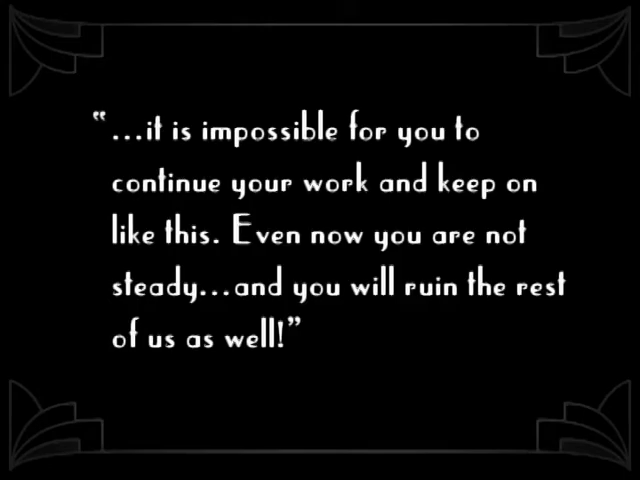 “...it is impossible for you to
continue your work and keep on
like this. Even now you are not
steady...and you will ruin the rest
of us as well!”